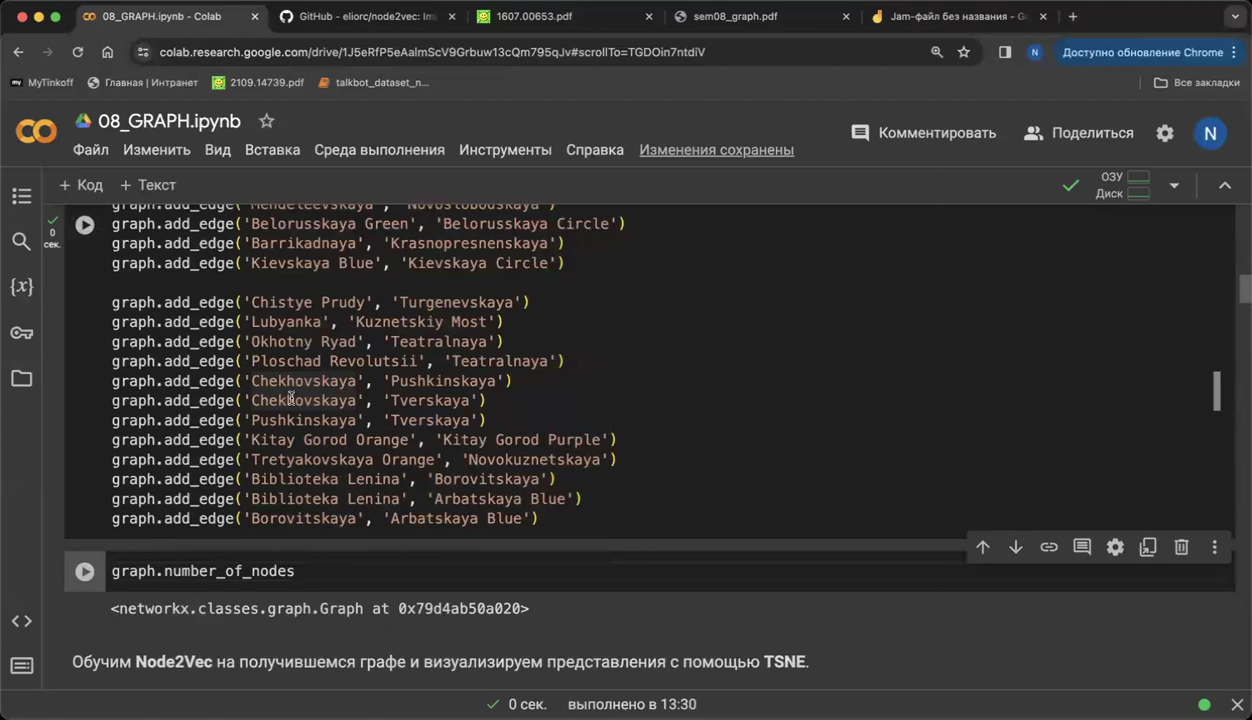 08_GRAPH.ipynb - Colab
GitHub - eliorc/node2vec: Im
1607.00653.pdf
sem08_graph.pdf
Jam-файл без названия - G
colab.research.google.com/drive/1J5eRfP5eAalmScV9Grbuw13cQm795qJv#scrollTo=TGDOin7ntdiV
N
Доступно обновление Chrome
my MyTinkoff
Главная | Интранет
2109.14739.pdf
talkbot_dataset_n...
Все закладки
08_GRAPH.ipynb
Комментировать
Поделиться
N
Файл Изменить Вид Вставка Среда выполнения Инструменты Справка Изменения сохранены
+ Код + Текст
ОЗУ
Диск
0
сек.
graph.add_edge('Mendeleevskaya', 'Novoslobodskaya')
graph.add_edge('Belorusskaya Green', 'Belorusskaya Circle')
graph.add_edge('Barrikadnaya', 'Krasnopresnenskaya')
graph.add_edge('Kievskaya Blue', 'Kievskaya Circle')
graph.add_edge('Chistye Prudy', 'Turgenevskaya')
graph.add_edge('Lubyanka', 'Kuznetskiy Most')
graph.add_edge('Okhotny Ryad', 'Teatralnaya')
graph.add_edge('Ploschad Revolutsii', 'Teatralnaya')
graph.add_edge('Chekhovskaya', 'Pushkinskaya')
graph.add_edge('Chekhovskaya', 'Tverskaya')
graph.add_edge('Pushkinskaya', 'Tverskaya')
graph.add_edge('Kitay Gorod Orange', 'Kitay Gorod Purple')
graph.add_edge('Tretyakovskaya Orange', 'Novokuznetskaya')
graph.add_edge('Biblioteka Lenina', 'Borovitskaya')
graph.add_edge('Biblioteka Lenina', 'Arbatskaya Blue')
graph.add_edge('Borovitskaya', 'Arbatskaya Blue')
graph.number_of_nodes
<networkx.classes.graph.Graph at 0x79d4ab50a020>
Обучим Node2Vec на получившемся графе и визуализируем представления с помощью TSNE.
0 сек. выполнено в 13:30